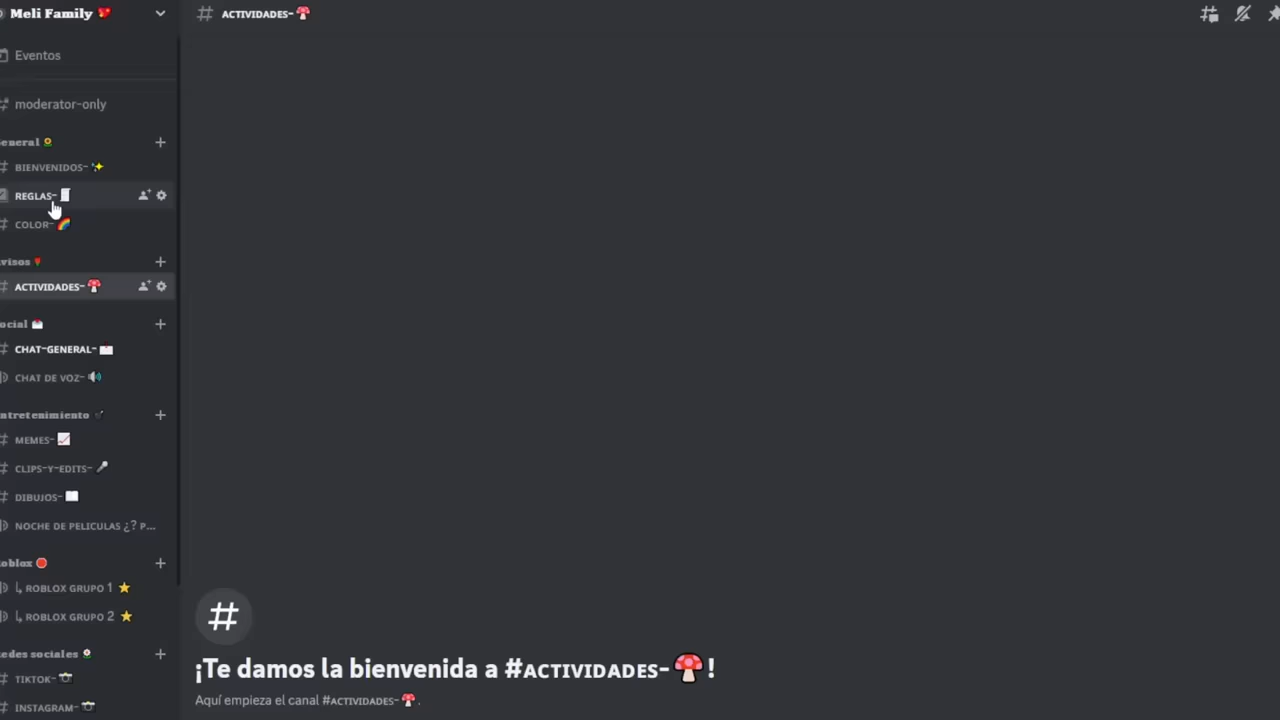 Meli Family
# ACTIVIDADES-🍄
Eventos
moderator-only
General 🌻
BIENVENIDOS- ✨
REGLAS-
COLOR- 🌈
visos 🌹
ACTIVIDADES-🍄
ocial 💌
CHAT-GENERAL- 📩
CHAT DE VOZ- 🔊
ntretenimiento
MEMES- 📈
CLIPS-Y-EDITS- 🎤
DIBUJOS- 📖
NOCHE DE PELICULAS ¿? P...
oblox 🛑
↳ ROBLOX GRUPO 1 ⭐
↳ ROBLOX GRUPO 2 ⭐
edes sociales 🌼
TIKTOK- 📷
INSTAGRAM- 📷
¡Te damos la bienvenida a #ACTIVIDADES-🍄!
Aquí empieza el canal #ACTIVIDADES-🍄.